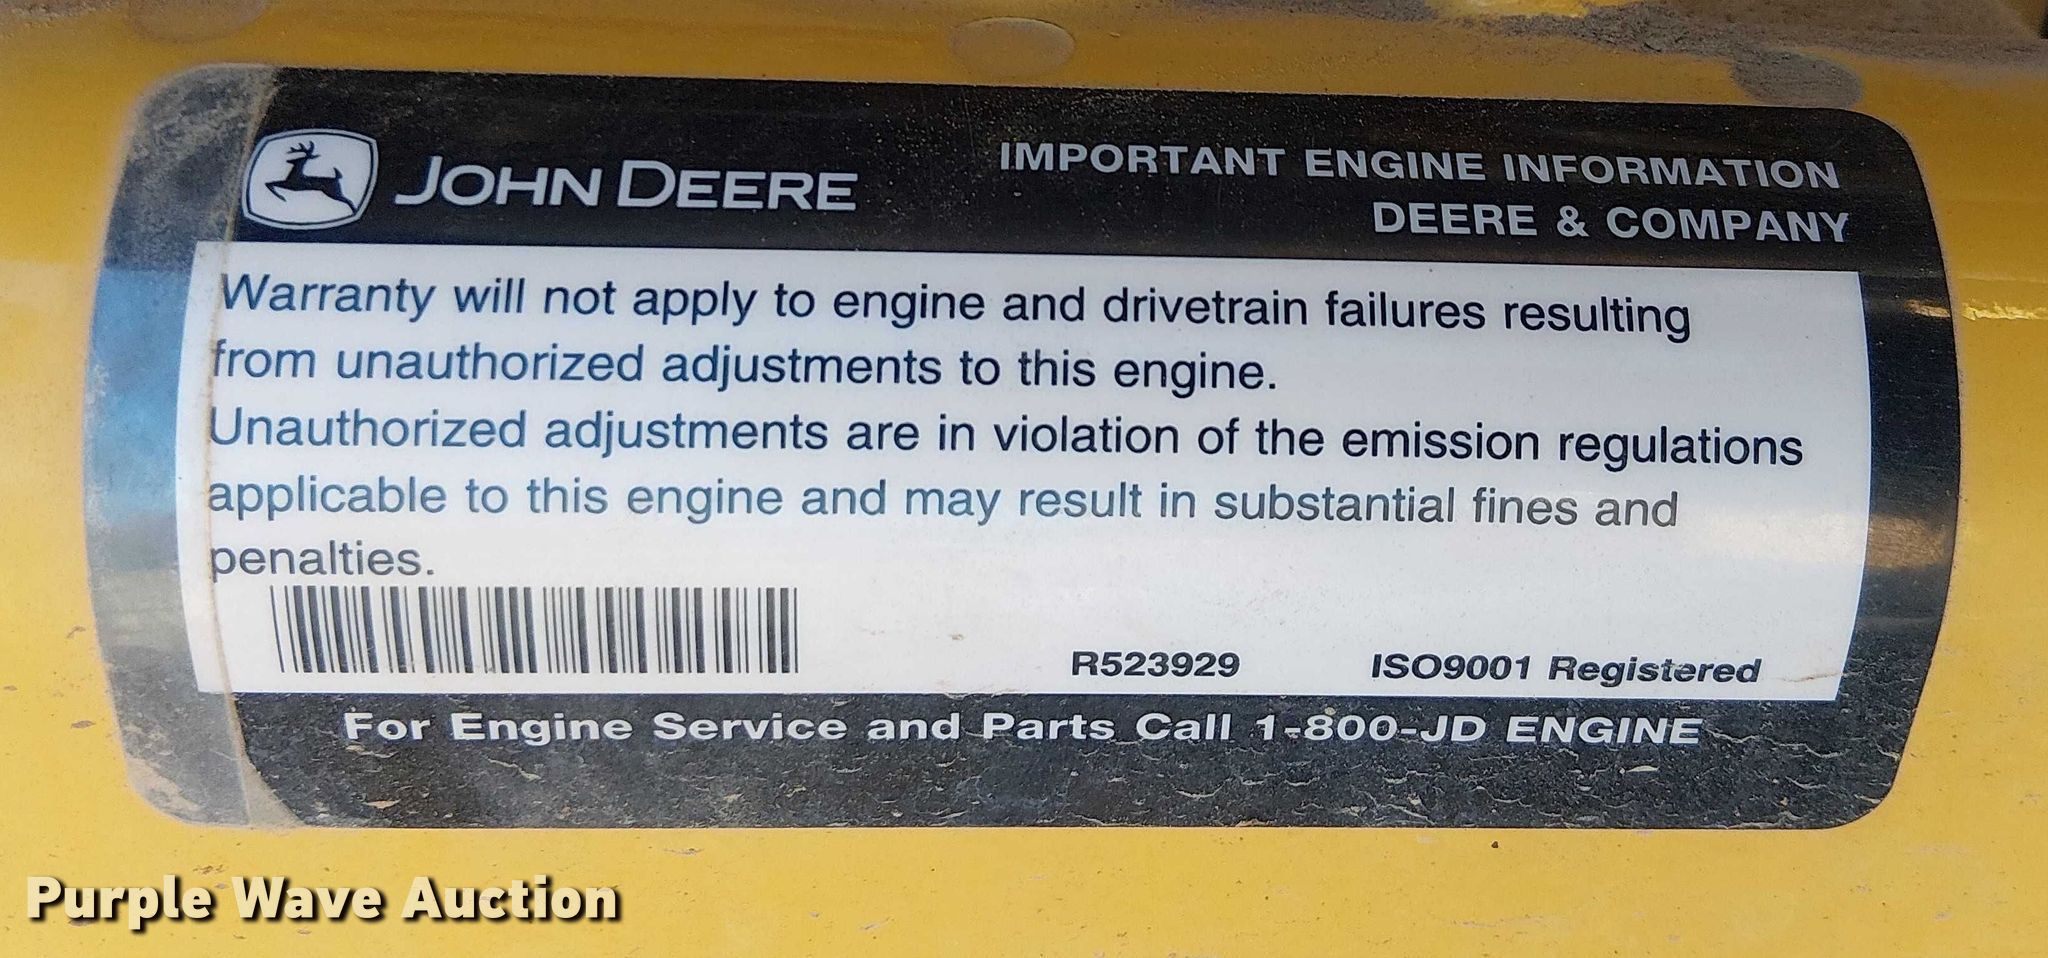 JOHN DEERE
IMPORTANT ENGINE INFORMATION
DEERE & COMPANY
Warranty will not apply to engine and drivetrain failures resulting
from unauthorized adjustments to this engine.
Unauthorized adjustments are in violation of the emission regulations
applicable to this engine and may result in substantial fines and
penalties.
R523929 ISO9001 Registered
For Engine Service and Parts Call 1-800-JD ENGINE
Purple Wave Auction